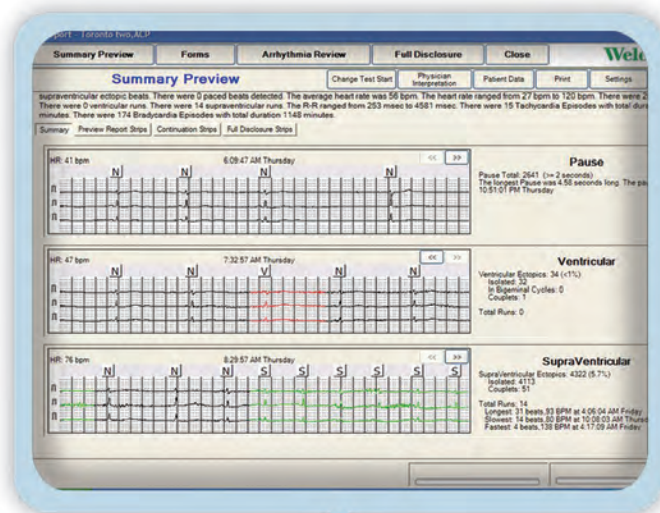 port - Toronto two,ACP
Summary Preview Forms Arrhythmia Review Full Disclosure Close Welc
Summary Preview Change Test Start Physician Interpretation Patient Data Print Settings
supraventricular ectopic beats. There were 0 paced beats detected. The average heart rate was 56 bpm. The heart rate ranged from 27 bpm to 120 bpm. There were 2
There were 0 ventricular runs. There were 14 supraventricular runs. The R-R ranged from 253 msec to 4581 msec. There were 15 Tachycardia Episodes with total dura
minutes. There were 174 Bradycardia Episodes with total duration 1148 minutes.
Summary Preview Report Strips Continuation Strips Full Disclosure Strips
HR: 41 bpm 6:09:47 AM Thursday << >>
N N N N
Pause
Pause Total: 2641 (>= 2 seconds)
The longest Pause was 4.58 seconds long. The pa
10:51:01 PM Thursday
HR: 47 bpm 7:32:57 AM Thursday << >>
N N V N N
Ventricular
Ventricular Ectopics: 34 (<1%)
Isolated: 32
In Bigeminal Cycles: 0
Couplets: 1
Total Runs: 0
HR: 76 bpm 8:29:57 AM Thursday << >>
N N N S S S S S S
SupraVentricular
SupraVentricular Ectopics: 4322 (5.7%)
Isolated: 4113
Couplets: 51
Total Runs: 14
Longest: 31 beats,93 BPM at 4:06:04 AM Friday
Slowest: 14 beats,80 BPM at 10:08:03 AM Thursd
Fastest: 4 beats,138 BPM at 4:17:09 AM Friday